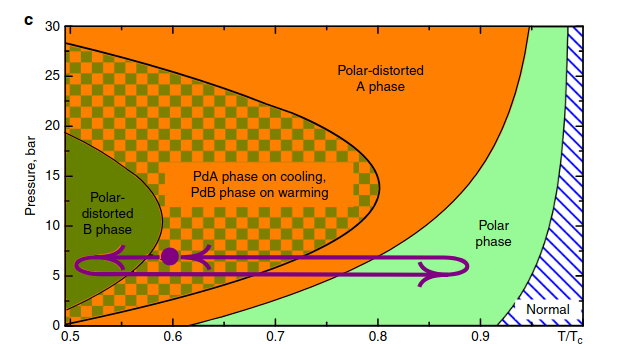 c
30
25
20
15
10
5
0
Pressure, bar
Polar-distorted
A phase
PdA phase on cooling,
PdB phase on warming
Polar-
distorted
B phase
Polar
phase
Normal
0.5
0.6
0.7
0.8
0.9
T/Tc